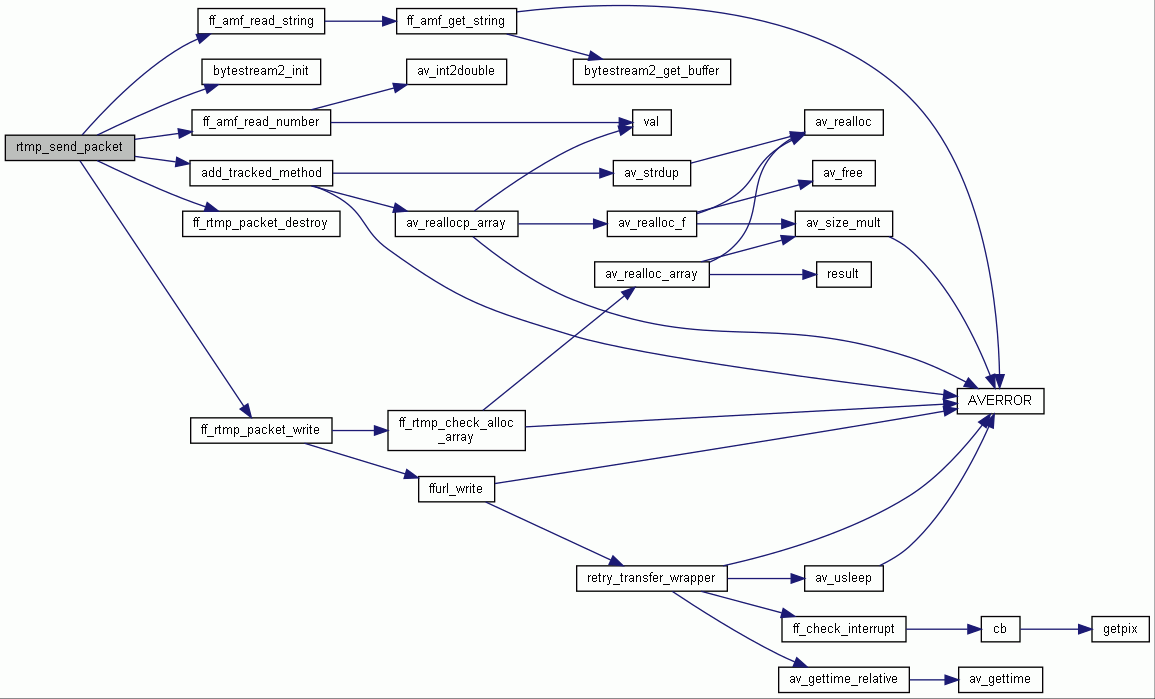 ff_amf_read_string
ff_amf_get_string
bytestream2_init
av_int2double
bytestream2_get_buffer
ff_amf_read_number
val
av_realloc
rtmp_send_packet
add_tracked_method
av_strdup
av_free
ff_rtmp_packet_destroy
av_reallocp_array
av_realloc_f
av_size_mult
av_realloc_array
result
AVERROR
ff_rtmp_packet_write
ff_rtmp_check_alloc
_array
ffurl_write
retry_transfer_wrapper
av_usleep
ff_check_interrupt
cb
getpix
av_gettime_relative
av_gettime